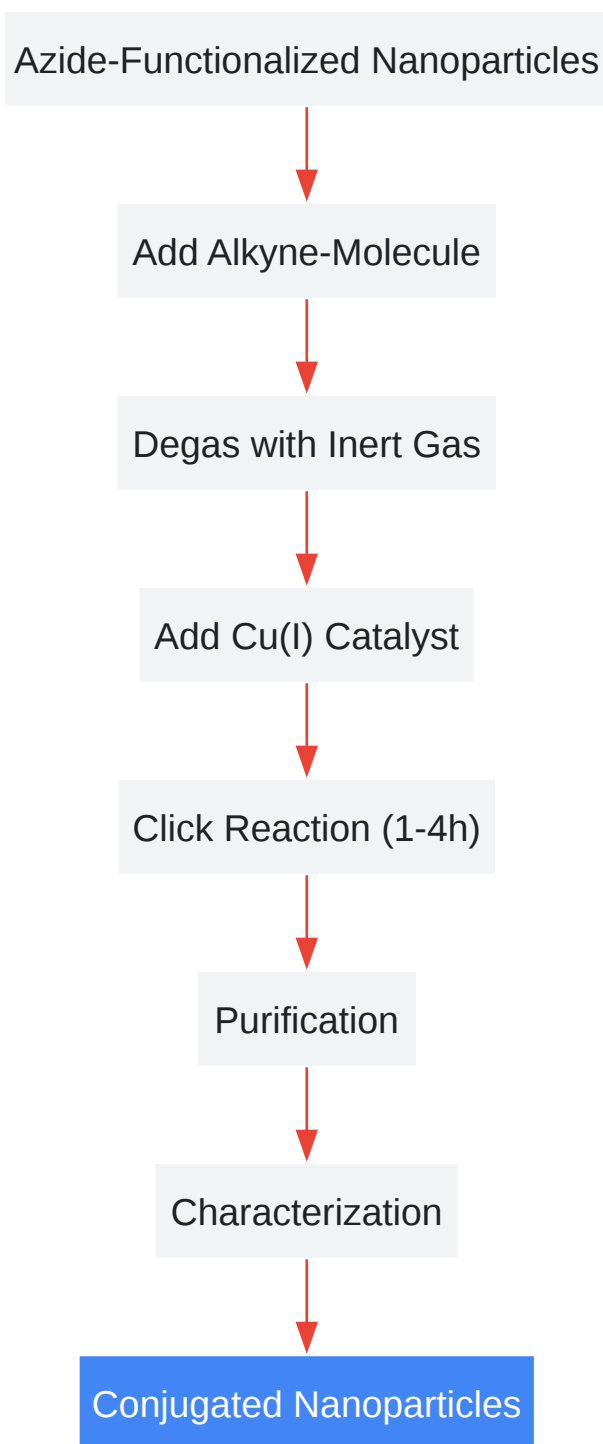 Azide-Functionalized Nanoparticles
Add Alkyne-Molecule
Degas with Inert Gas
Add Cu(I) Catalyst
Click Reaction (1-4h)
Purification
Characterization
Conjugated Nanoparticles